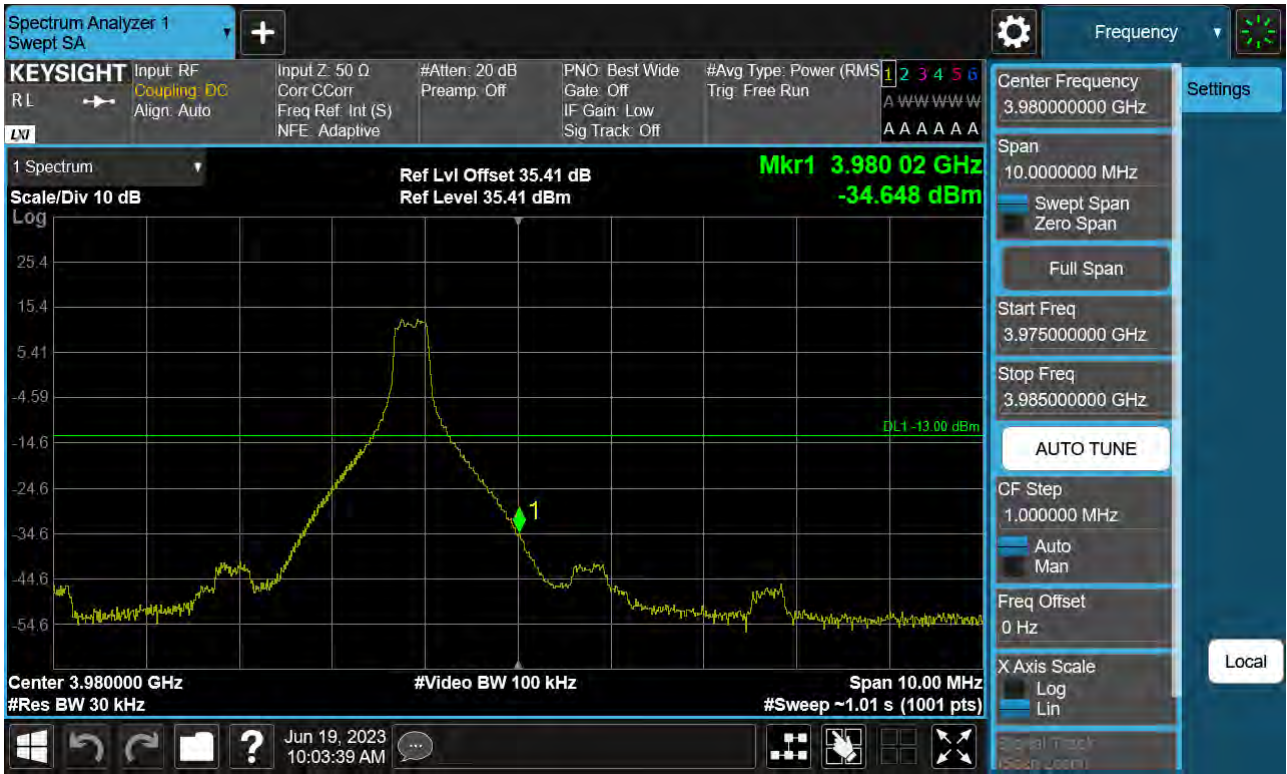 Spectrum Analyzer 1
Swept SA
Frequency
KEYSIGHT
RL
LXI
Input: RF
Coupling: DC
Align: Auto
Input Z: 50 Ω
Corr CCorr
Freq Ref: Int (S)
NFE: Adaptive
#Atten: 20 dB
Preamp: Off
PNO: Best Wide
Gate: Off
IF Gain: Low
Sig Track: Off
#Avg Type: Power (RMS
Trig: Free Run
1 2 3 4 5 6
A W W W W W
A A A A A A
1 Spectrum
Scale/Div 10 dB
Log
Ref Lvl Offset 35.41 dB
Ref Level 35.41 dBm
Mkr1 3.980 02 GHz
-34.648 dBm
25.4
15.4
5.41
-4.59
-14.6
-24.6
-34.6
-44.6
-54.6
DL1 -13.00 dBm
1
Center 3.980000 GHz
#Res BW 30 kHz
#Video BW 100 kHz
Span 10.00 MHz
#Sweep ~1.01 s (1001 pts)
Center Frequency
3.980000000 GHz
Settings
Span
10.0000000 MHz
Swept Span
Zero Span
Full Span
Start Freq
3.975000000 GHz
Stop Freq
3.985000000 GHz
AUTO TUNE
CF Step
1.000000 MHz
Auto
Man
Freq Offset
0 Hz
X Axis Scale
Log
Lin
Local
Signal Track
(Span Zoom)
?
Jun 19, 2023
10:03:39 AM